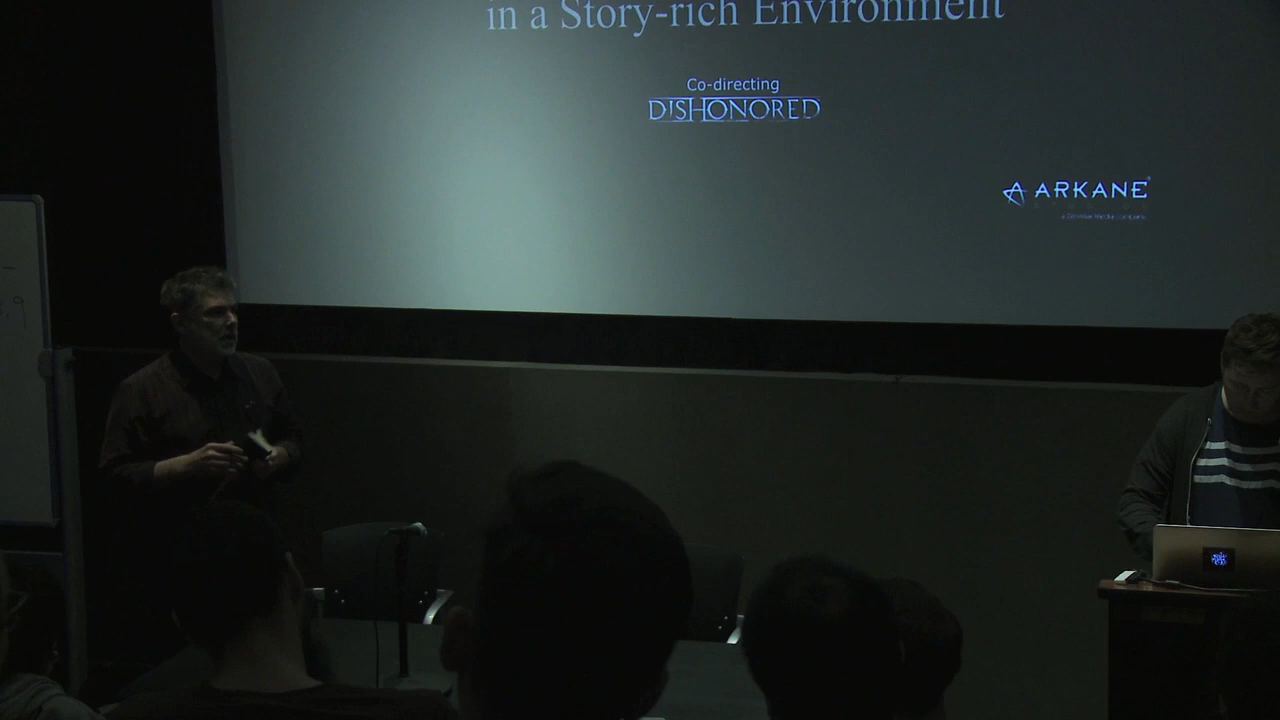 in a Story-rich Environment
Co-directing
DISHONORED
ARKANE